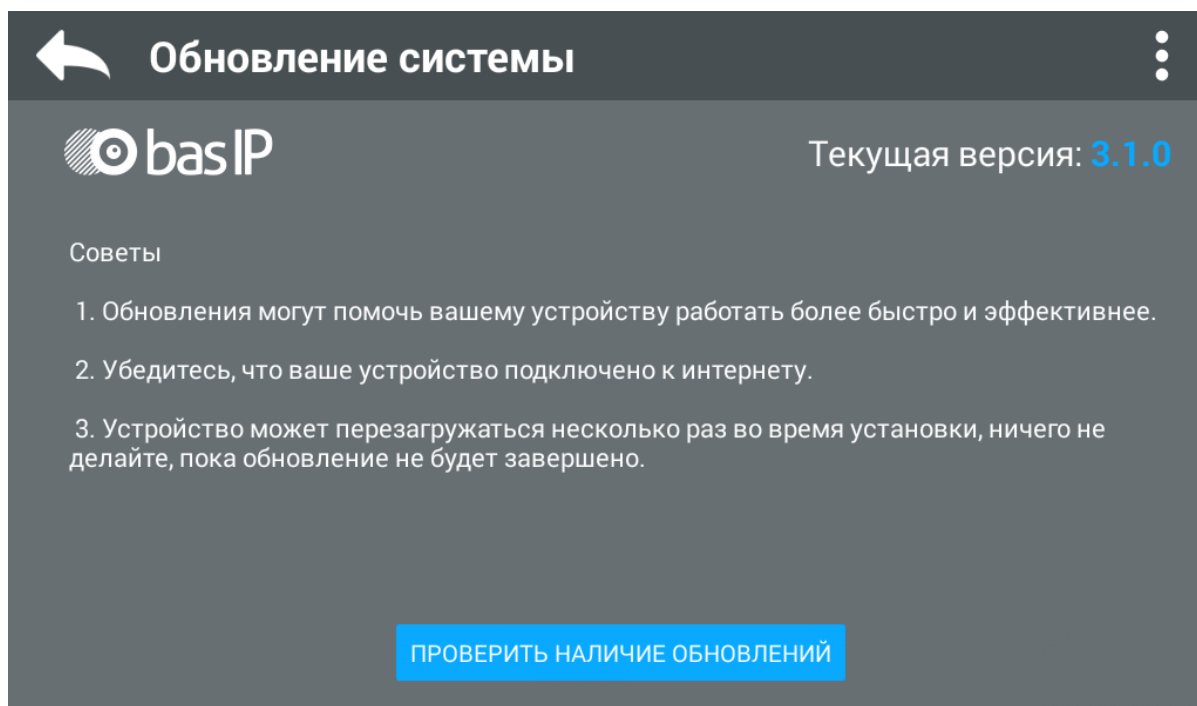 Обновление системы
bas IP
Текущая версия: 3.1.0
Советы
1. Обновления могут помочь вашему устройству работать более быстро и эффективнее.
2. Убедитесь, что ваше устройство подключено к интернету.
3. Устройство может перезагружаться несколько раз во время установки, ничего не
делайте, пока обновление не будет завершено.
ПРОВЕРИТЬ НАЛИЧИЕ ОБНОВЛЕНИЙ